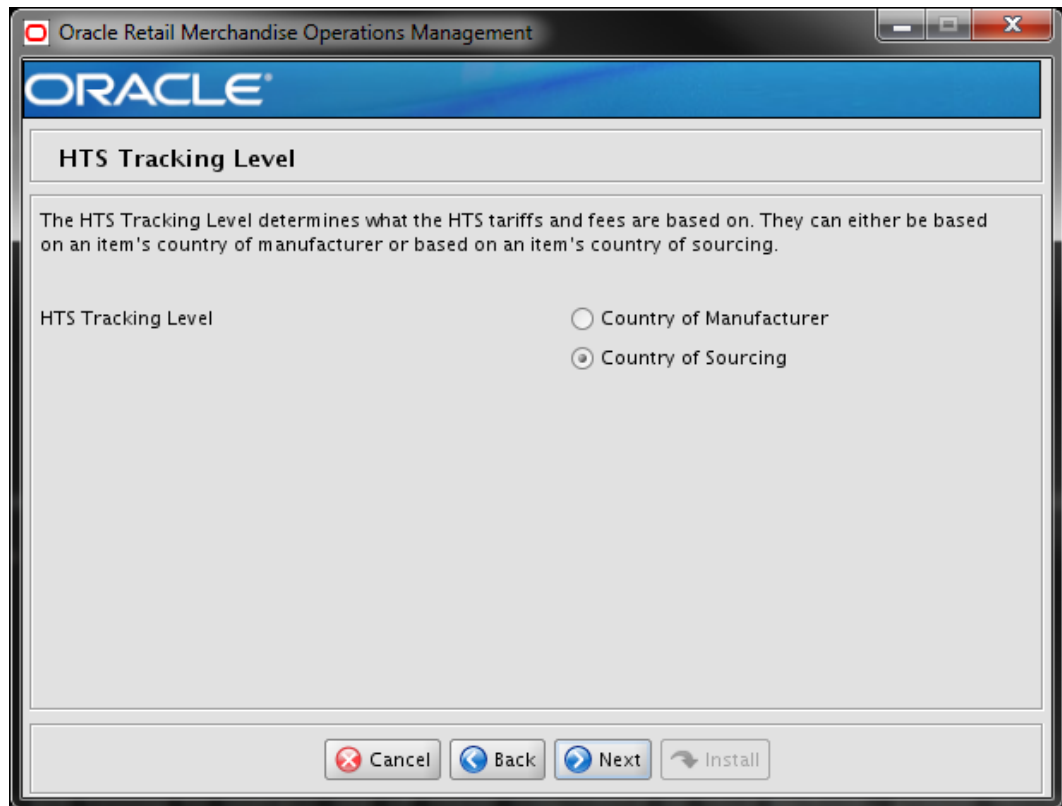 Oracle Retail Merchandise Operations Management
ORACLE®
HTS Tracking Level
The HTS Tracking Level determines what the HTS tariffs and fees are based on. They can either be based
on an item's country of manufacturer or based on an item's country of sourcing.
HTS Tracking Level
Country of Manufacturer
Country of Sourcing
Cancel Back Next Install